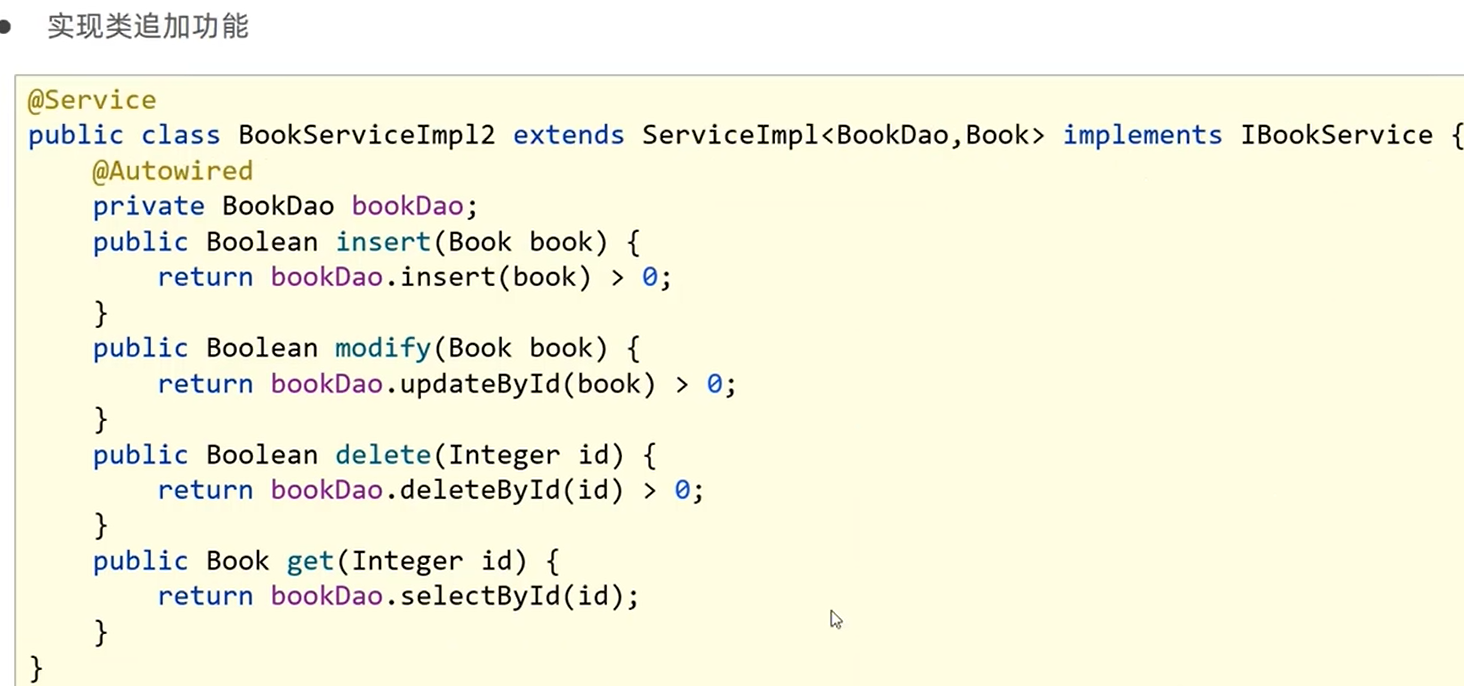 • 实现类追加功能
@Service
public class BookServiceImpl2 extends ServiceImpl<BookDao,Book> implements IBookService {
    @Autowired
    private BookDao bookDao;
    public Boolean insert(Book book) {
        return bookDao.insert(book) > 0;
    }
    public Boolean modify(Book book) {
        return bookDao.updateById(book) > 0;
    }
    public Boolean delete(Integer id) {
        return bookDao.deleteById(id) > 0;
    }
    public Book get(Integer id) {
        return bookDao.selectById(id);
    }
}